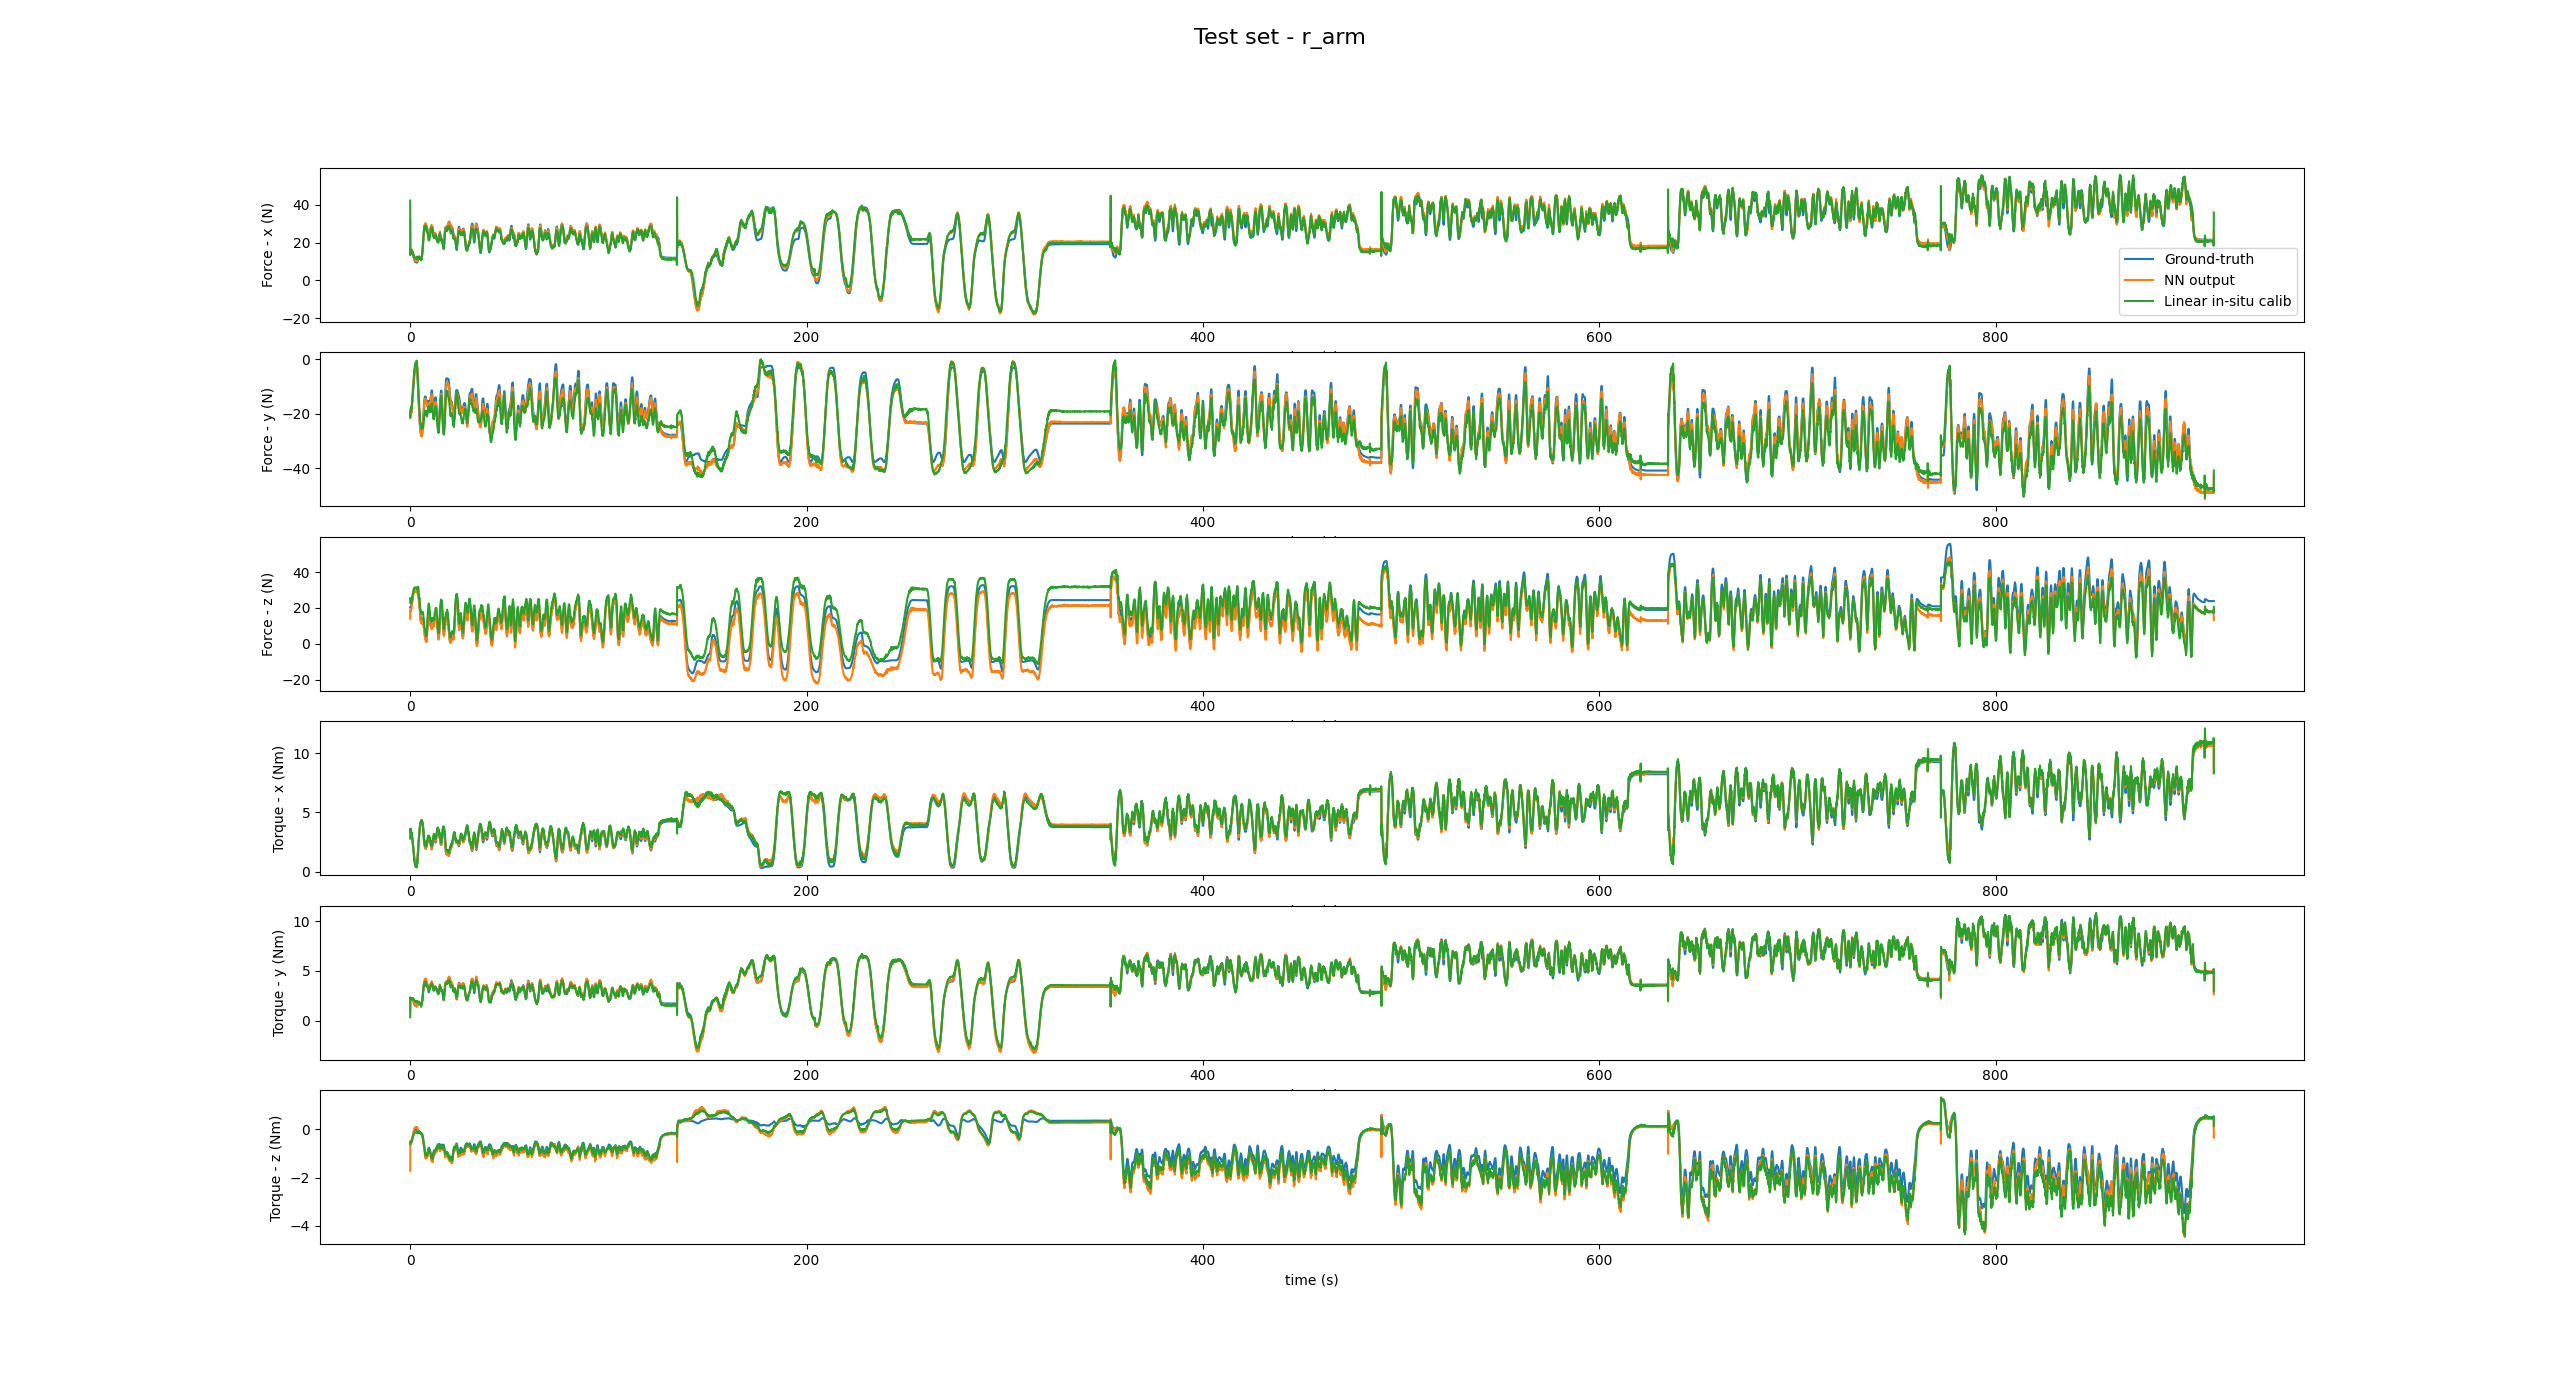 Test set - r_arm
Force - x (N)
40
20
0
−20
0 200 400 600 800
Ground-truth
NN output
Linear in-situ calib
Force - y (N)
0
−20
−40
0 200 400 600 800
Force - z (N)
40
20
0
−20
0 200 400 600 800
Torque - x (Nm)
10
5
0
0 200 400 600 800
Torque - y (Nm)
10
5
0
0 200 400 600 800
Torque - z (Nm)
0
−2
−4
0 200 400 600 800
time (s)